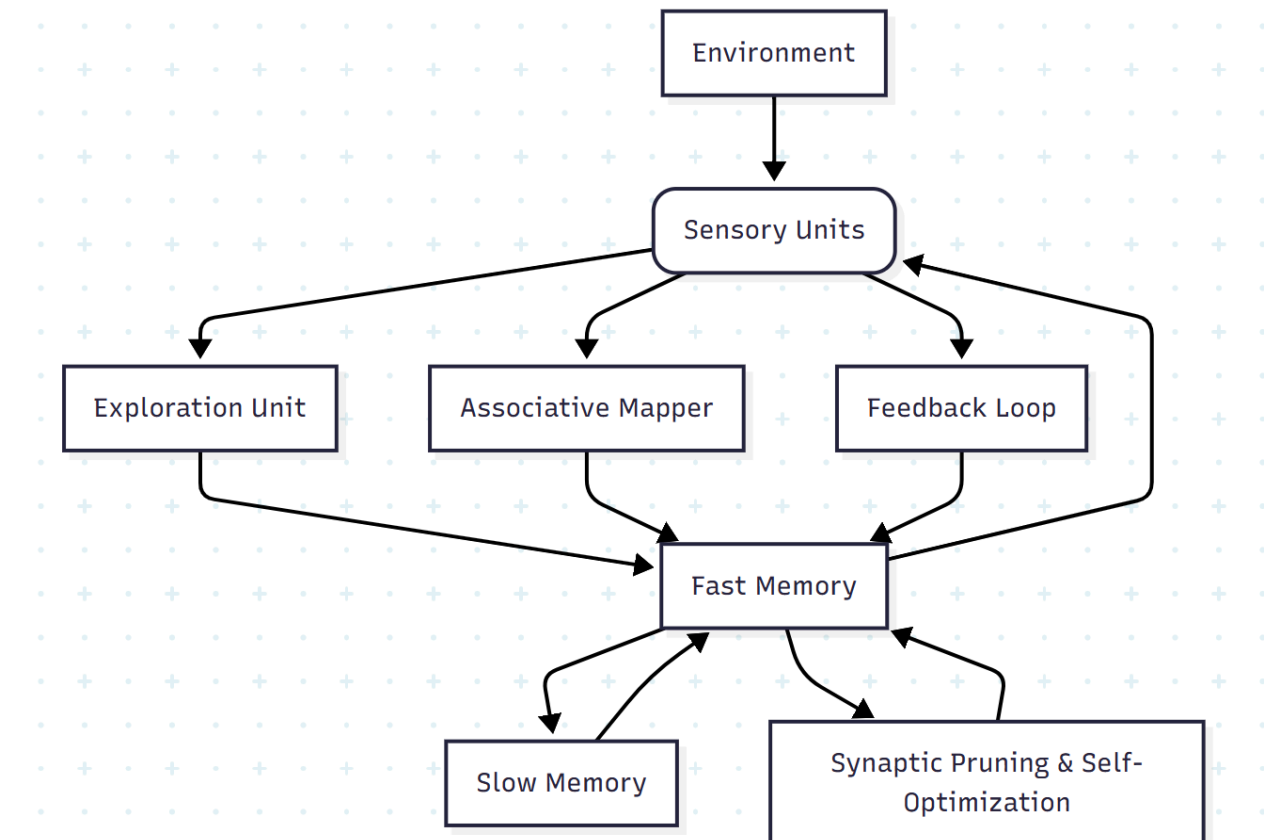 Environment
Sensory Units
Exploration Unit
Associative Mapper
Feedback Loop
Fast Memory
Slow Memory
Synaptic Pruning & Self-
Optimization